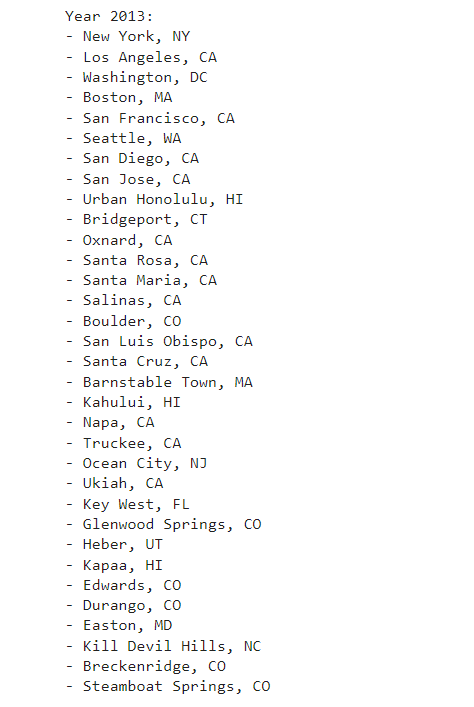 Year 2013:
- New York, NY
- Los Angeles, CA
- Washington, DC
- Boston, MA
- San Francisco, CA
- Seattle, WA
- San Diego, CA
- San Jose, CA
- Urban Honolulu, HI
- Bridgeport, CT
- Oxnard, CA
- Santa Rosa, CA
- Santa Maria, CA
- Salinas, CA
- Boulder, CO
- San Luis Obispo, CA
- Santa Cruz, CA
- Barnstable Town, MA
- Kahului, HI
- Napa, CA
- Truckee, CA
- Ocean City, NJ
- Ukiah, CA
- Key West, FL
- Glenwood Springs, CO
- Heber, UT
- Kapaa, HI
- Edwards, CO
- Durango, CO
- Easton, MD
- Kill Devil Hills, NC
- Breckenridge, CO
- Steamboat Springs, CO